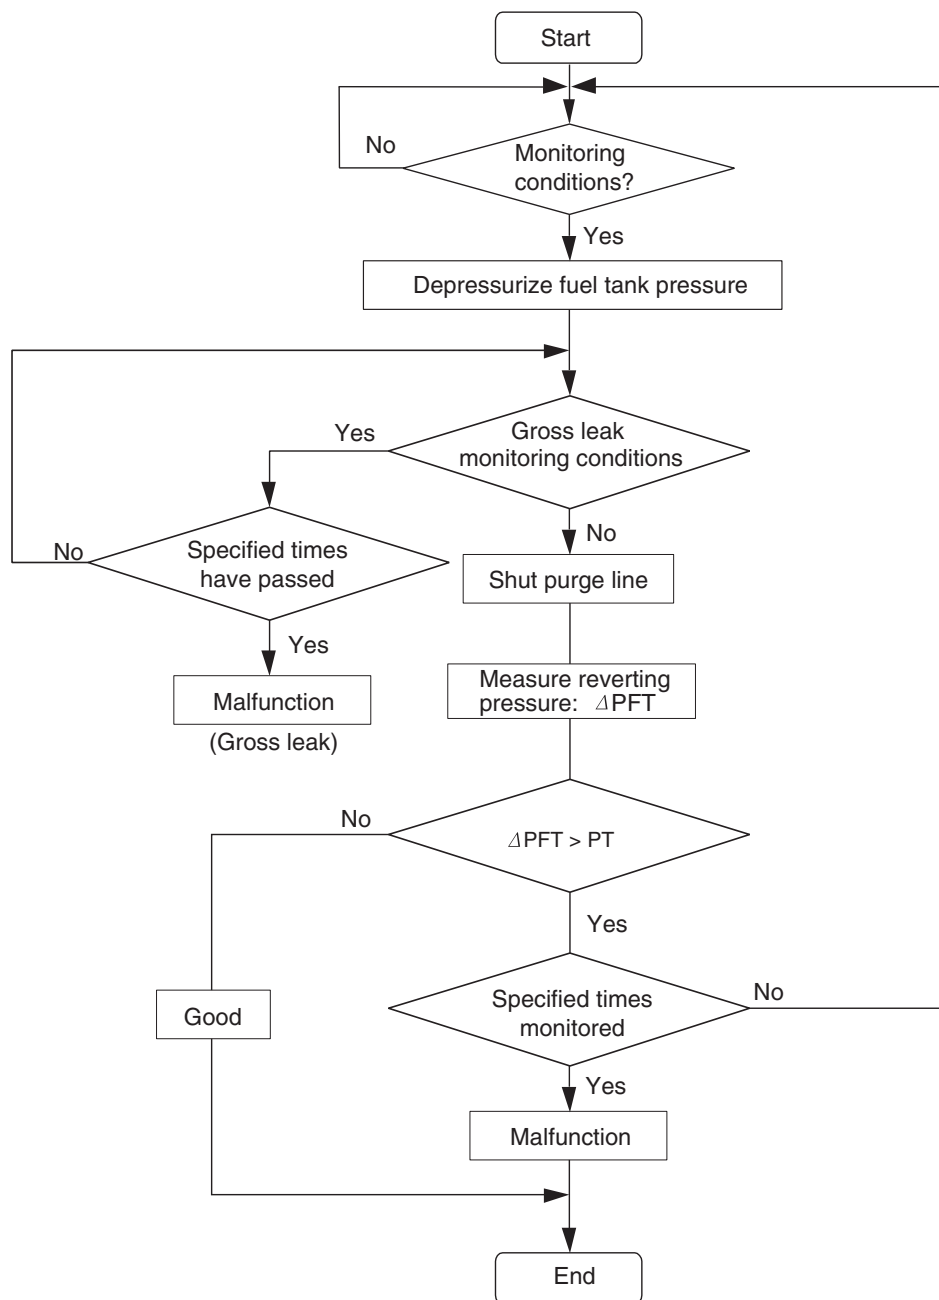 Start
No
Monitoring
conditions?
Yes
Depressurize fuel tank pressure
Yes
Gross leak
monitoring conditions
No
Specified times
have passed
No
Shut purge line
Yes
Measure reverting
pressure: ΔPFT
Malfunction
(Gross leak)
No
ΔPFT > PT
Yes
Specified times
monitored
No
Good
Yes
Malfunction
End